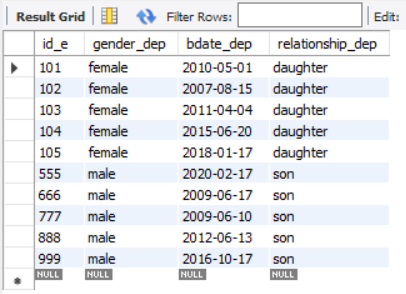 Result Grid Filter Rows: Edit:
id_e gender_dep bdate_dep relationship_dep
101 female 2010-05-01 daughter
102 female 2007-08-15 daughter
103 female 2011-04-04 daughter
104 female 2015-06-20 daughter
105 female 2018-01-17 daughter
555 male 2020-02-17 son
666 male 2009-06-17 son
777 male 2009-06-10 son
888 male 2012-06-13 son
999 male 2016-10-17 son
NULL NULL NULL NULL